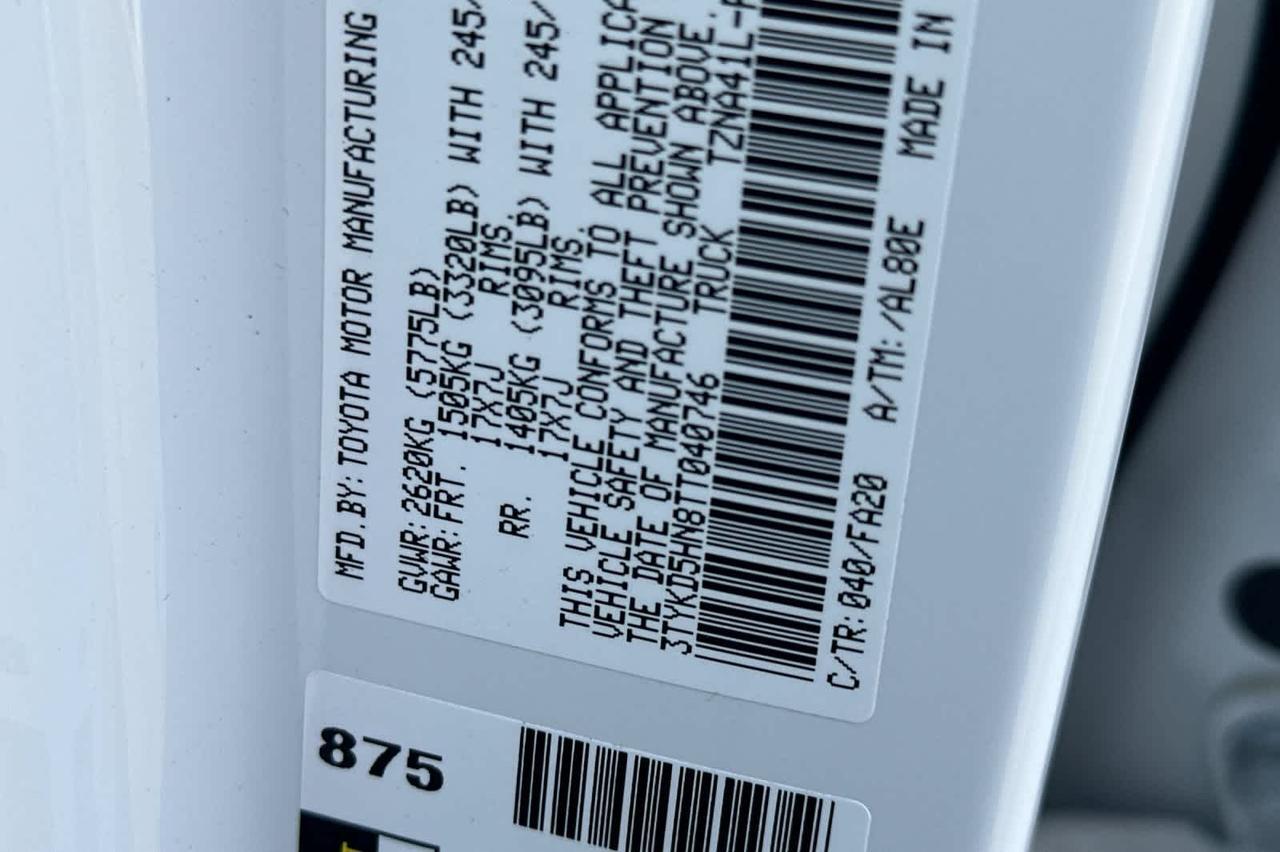 MFD.BY:TOYOTA MOTOR MANUFACTURING
GVWR:2620KG (5775LB)
GAWR:FRT. 1505KG (3320LB) WITH 245/
17X7J RIMS.
RR. 1405KG (3095LB) WITH 245/
17X7J RIMS.
THIS VEHICLE CONFORMS TO ALL APPLICA
VEHICLE SAFETY AND THEFT PREVENTION
THE DATE OF MANUFACTURE SHOWN ABOVE.
3TYKD5HN8TT040746 TRUCK TZNA41L-
C/TR:040/FA20 A/TM:/AL80E MADE IN
875